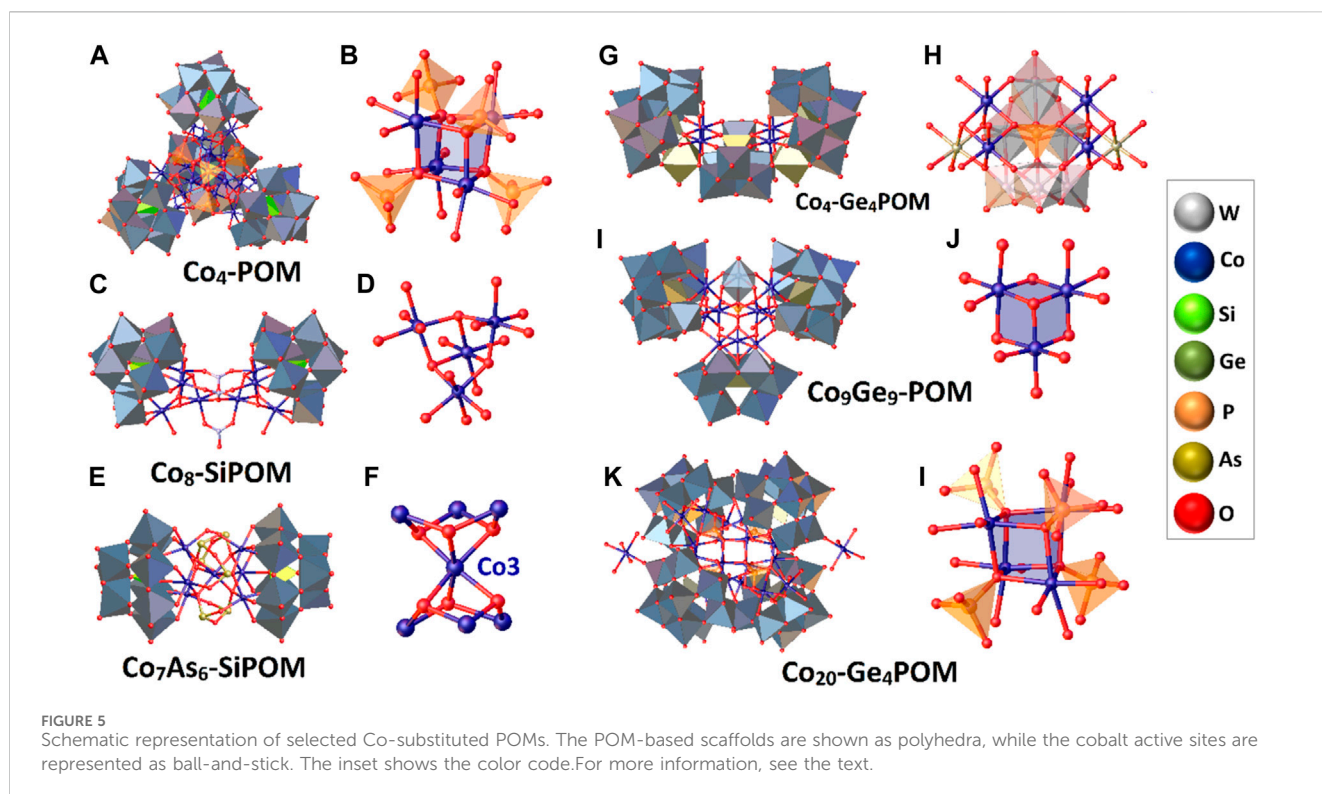 A
B
G
H
Co₄-POM
Co₄-Ge₄POM
C
D
I
J
Co₈-SiPOM
Co₉Ge₉-POM
E
F
K
I
Co3
Co₇As₆-SiPOM
Co₂₀-Ge₄POM
W
Co
Si
Ge
P
As
O
FIGURE 5
Schematic representation of selected Co-substituted POMs. The POM-based scaffolds are shown as polyhedra, while the cobalt active sites are
represented as ball-and-stick. The inset shows the color code.For more information, see the text.